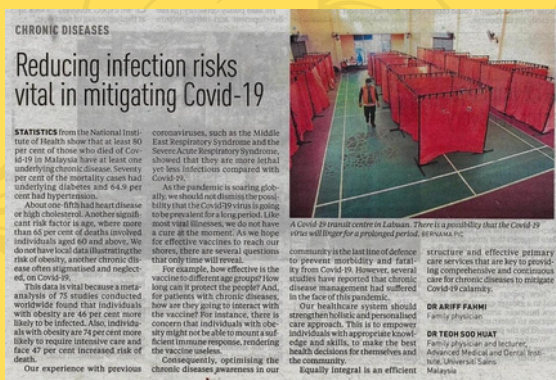 CHRONIC DISEASES
Reducing infection risks
vital in mitigating Covid-19
STATISTICS from the National Insti-
tute of Health show that at least 80
per cent of those who died of Cov-
id-19 in Malaysia have at least one
underlying chronic disease. Seventy
per cent of the mortality cases had
underlying diabetes and 64.9 per
cent had hypertension.
About one-fifth had heart disease
or high cholesterol. Another signifi-
cant risk factor is age, where more
than 65 per cent of deaths involved
individuals aged 60 and above. We
do not have local data illustrating the
risk of obesity, another chronic dis-
ease often stigmatised and neglect-
ed, on Covid-19.
This data is vital because a meta-
analysis of 75 studies conducted
worldwide found that individuals
with obesity are 46 per cent more
likely to be infected. Also, individu-
als with obesity are 74 per cent more
likely to require intensive care and
face 47 per cent increased risk of
death.
Our experience with previous
coronaviruses, such as the Middle
East Respiratory Syndrome and the
Severe Acute Respiratory Syndrome,
showed that they are more lethal
yet less infectious compared with
Covid-19.
As the pandemic is soaring glob-
ally, we should not dismiss the possi-
bility that the Covid-19 virus is going
to be prevalent for a long period. Like
most viral illnesses, we do not have
a cure at the moment. As we hope
for effective vaccines to reach our
shores, there are several questions
that only time will reveal.
For example, how effective is the
vaccine to different age groups? How
long can it protect the people? And,
for patients with chronic diseases,
how are they going to interact with
the vaccine? For instance, there is
concern that individuals with obe-
sity might not be able to mount a suf-
ficient immune response, rendering
the vaccine useless.
Consequently, optimising the
chronic diseases awareness in our
A Covid-19 transit centre in Labuan. There is a possibility that the Covid-19
virus will linger for a prolonged period. BERNAMA PIC
community is the last line of defence
to prevent morbidity and fatal-
ity from Covid-19. However, several
studies have reported that chronic
disease management had suffered
in the face of this pandemic.
Our healthcare system should
strengthen holistic and personalised
care approach. This is to empower
individuals with appropriate knowl-
edge and skills, to make the best
health decisions for themselves and
the community.
Equally integral is an efficient
structure and effective primary
care services that are key to provid-
ing comprehensive and continuous
care for chronic diseases to mitigate
Covid-19 calamity.
DR ARIFF FAHMI
Family physician
DR TEOH SOO HUAT
Family physician and lecturer,
Advanced Medical and Dental Insti-
tute, Universiti Sains
Malaysia